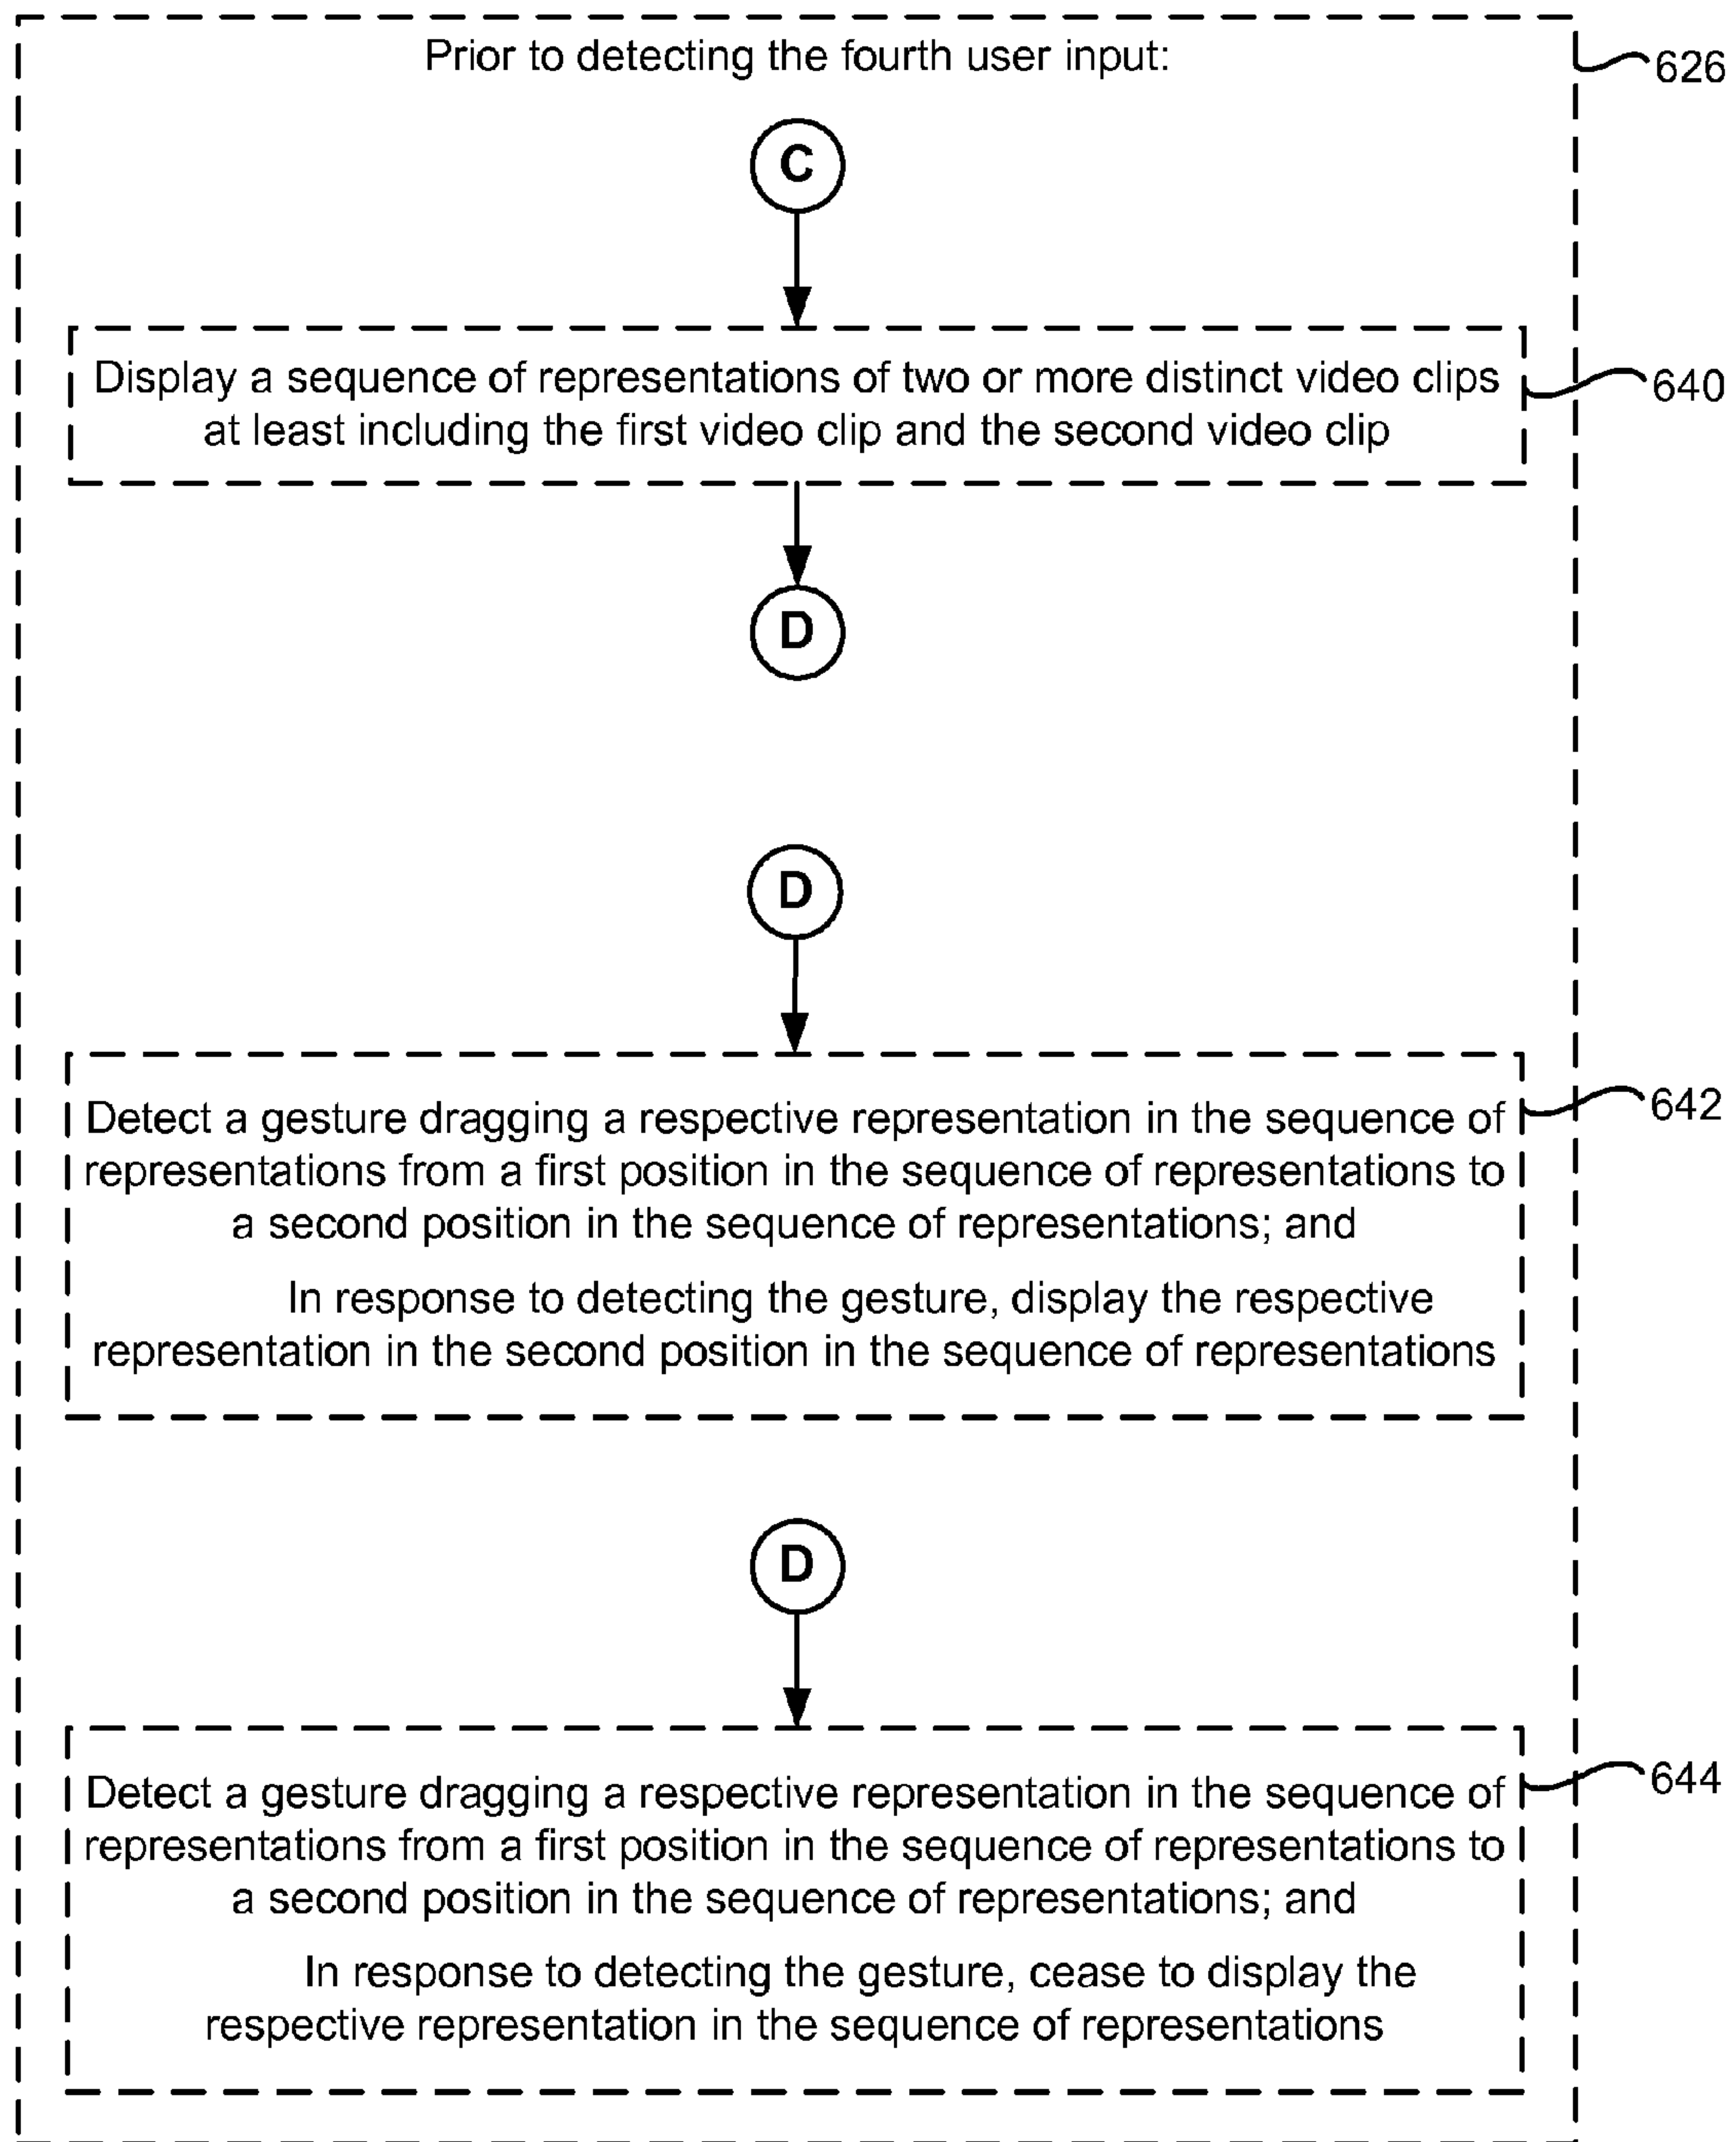 Prior to detecting the fourth user input:
626
C
Display a sequence of representations of two or more distinct video clips
at least including the first video clip and the second video clip
640
D
D
Detect a gesture dragging a respective representation in the sequence of
representations from a first position in the sequence of representations to
a second position in the sequence of representations; and
In response to detecting the gesture, display the respective
representation in the second position in the sequence of representations
642
D
Detect a gesture dragging a respective representation in the sequence of
representations from a first position in the sequence of representations to
a second position in the sequence of representations; and
In response to detecting the gesture, cease to display the
respective representation in the sequence of representations
644